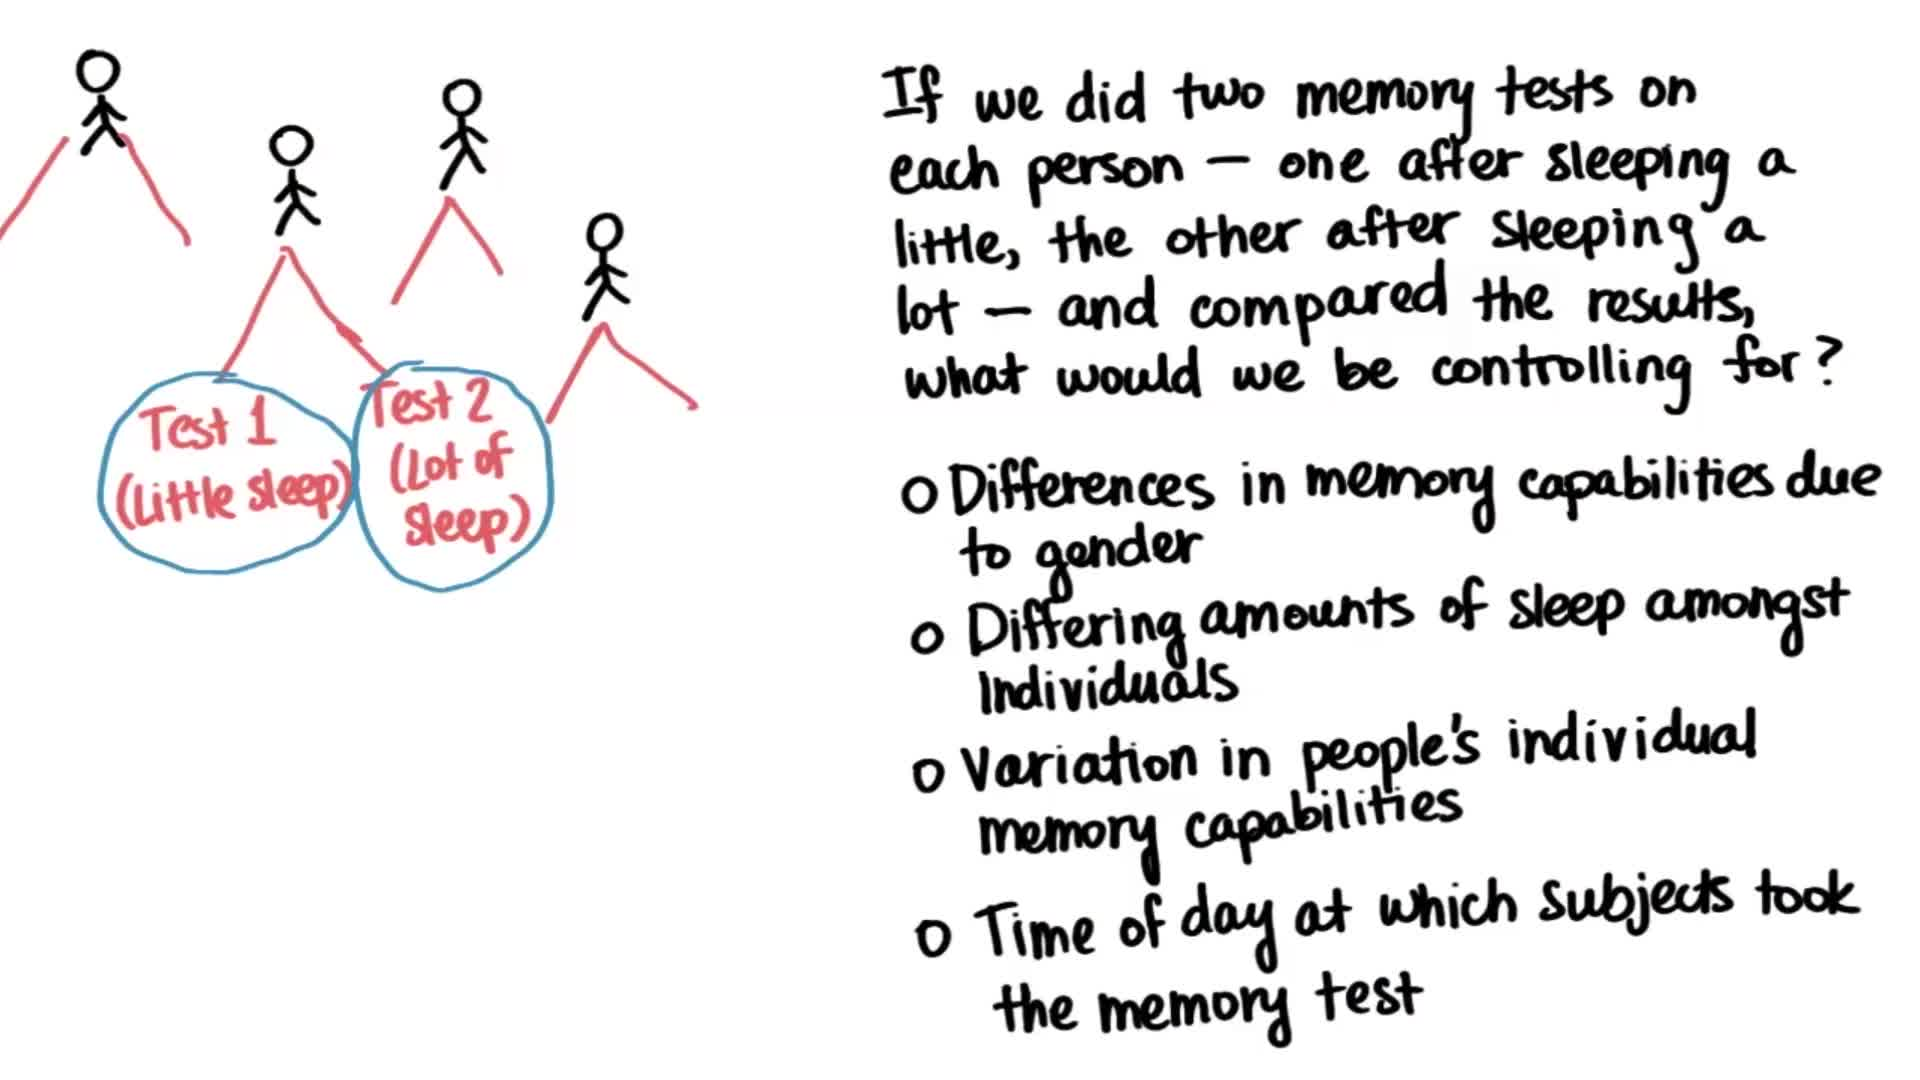 If we did two memory tests on
each person — one after sleeping a
little, the other after sleeping a
lot — and compared the results,
what would we be controlling for?
Test 1
(Little sleep)
Test 2
(Lot of
sleep)
Differences in memory capabilities due
to gender
Differing amounts of sleep amongst
Individuals
Variation in people's individual
memory capabilities
Time of day at which subjects took
the memory test